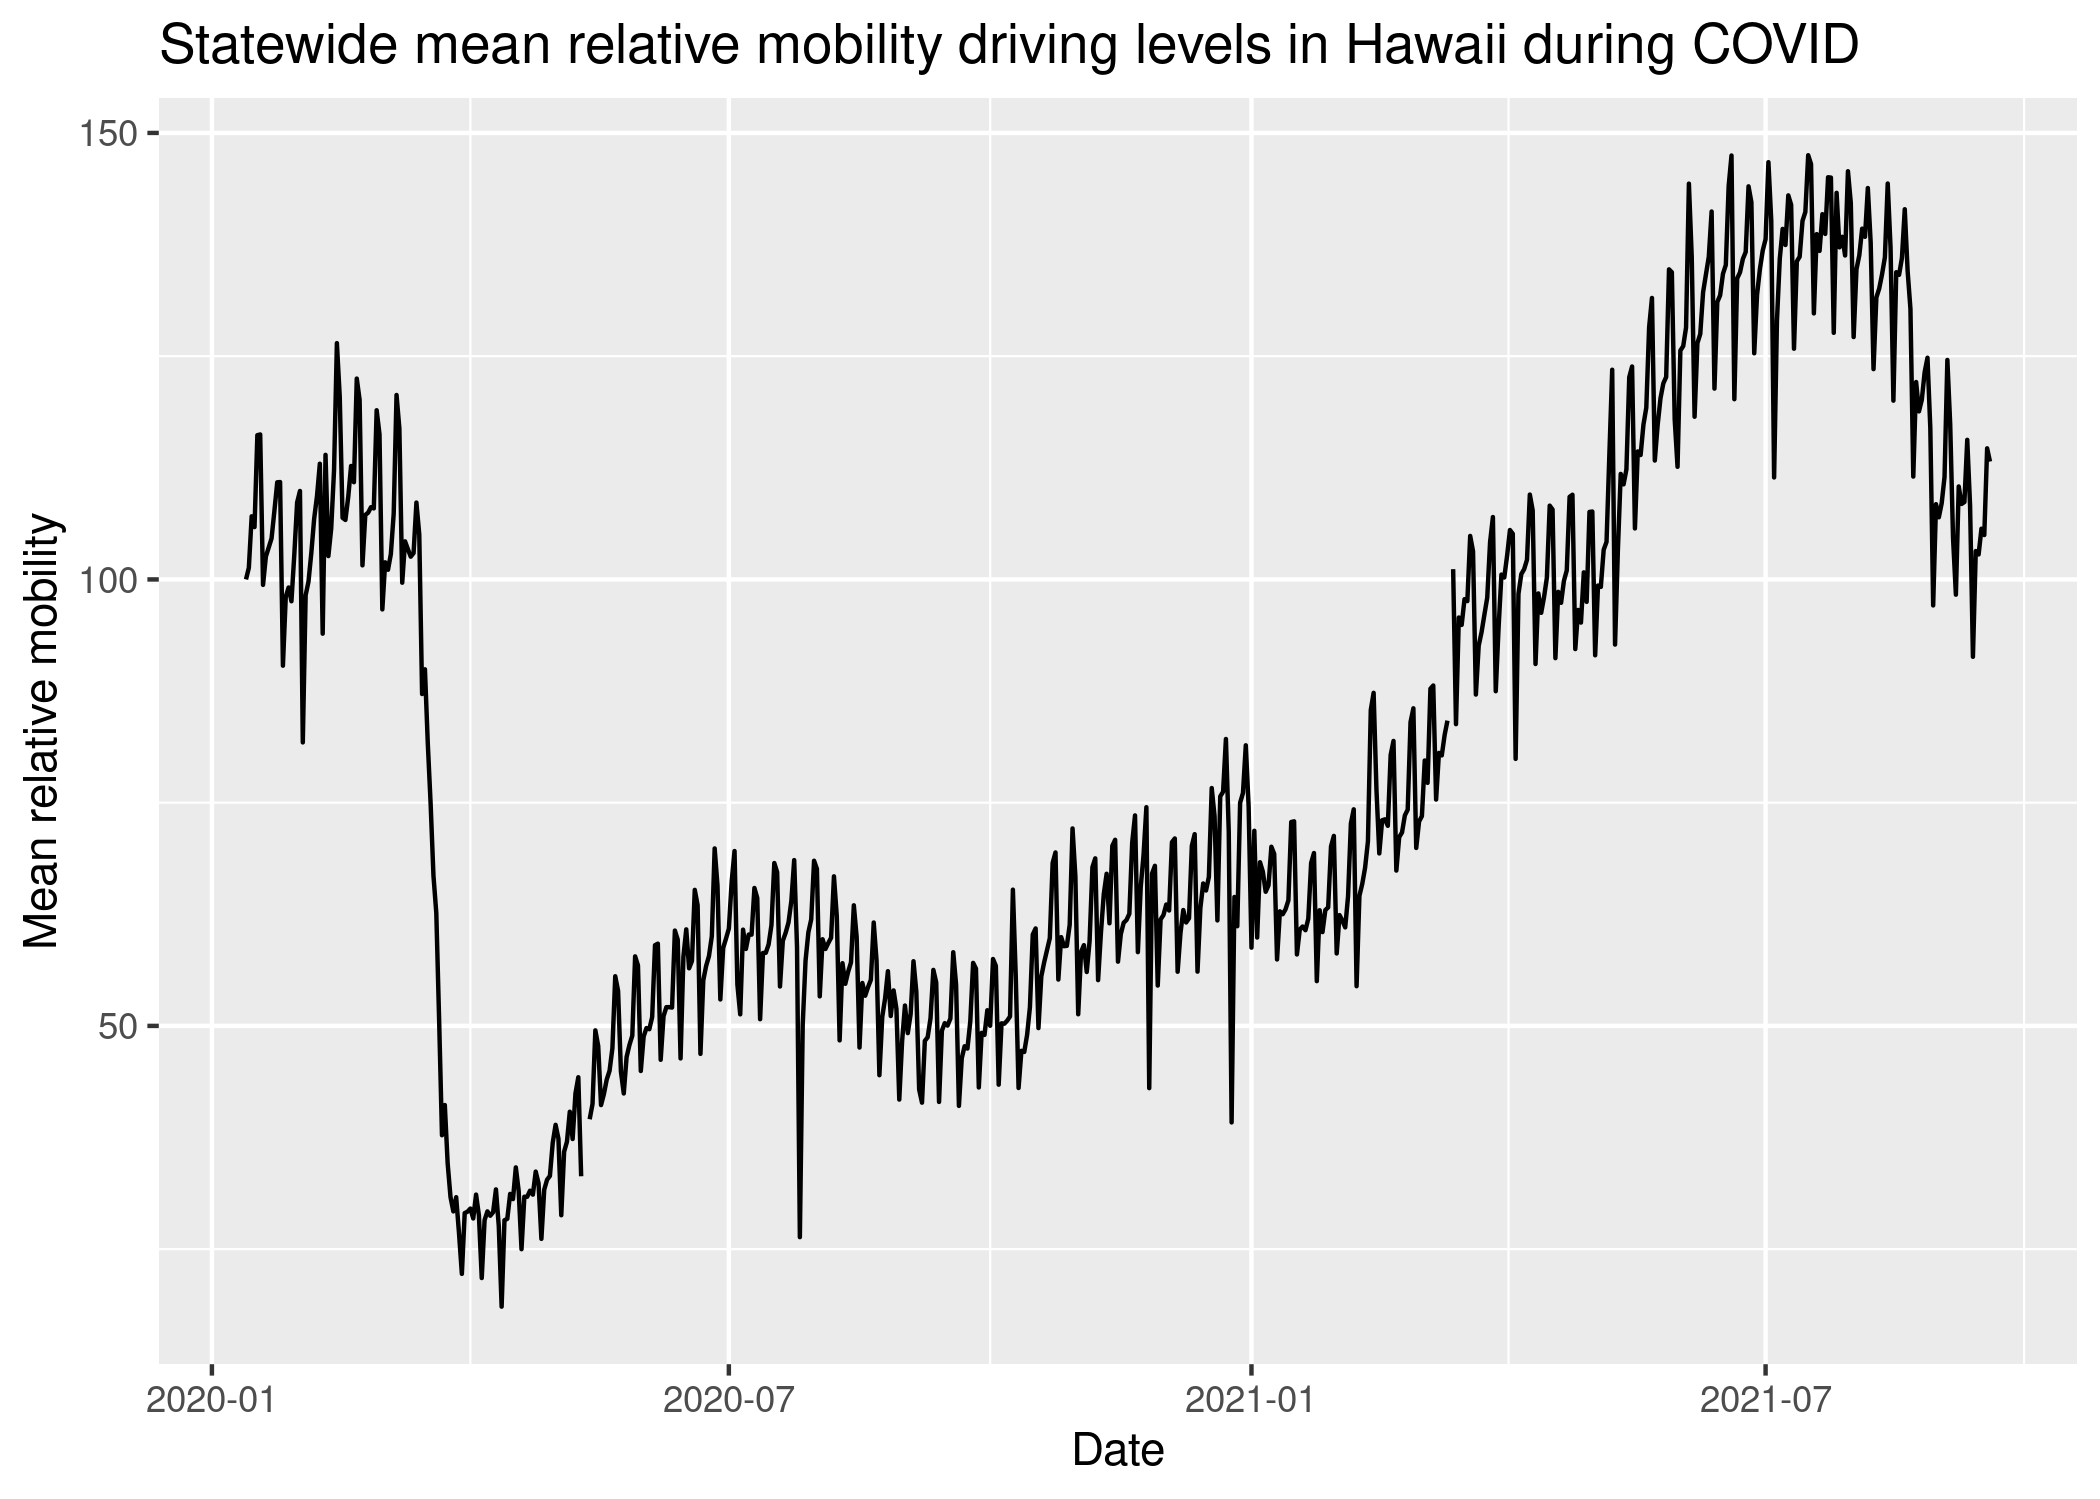 Statewide mean relative mobility driving levels in Hawaii during COVID
150
100
50
Mean relative mobility
2020-01
2020-07
2021-01
2021-07
Date